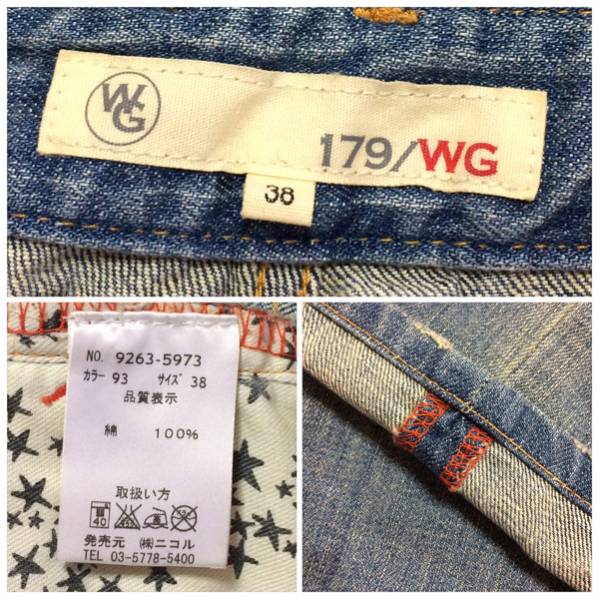 WG
179/WG
38
NO. 9263-5973
カラー 93 サイズ 38
品質表示
綿 100%
取扱い方
40
発売元 ㈱ニコル
TEL 03-5778-5400